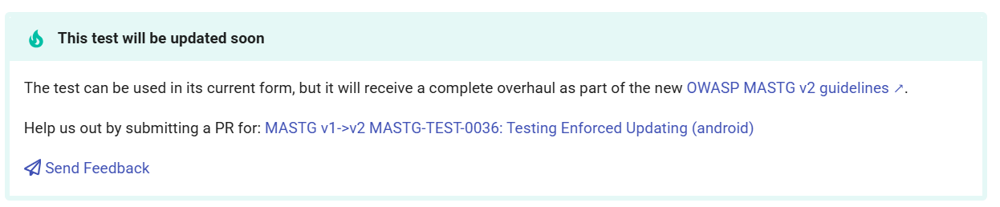 This test will be updated soon
The test can be used in its current form, but it will receive a complete overhaul as part of the new OWASP MASTG v2 guidelines ↗.
Help us out by submitting a PR for: MASTG v1->v2 MASTG-TEST-0036: Testing Enforced Updating (android)
Send Feedback